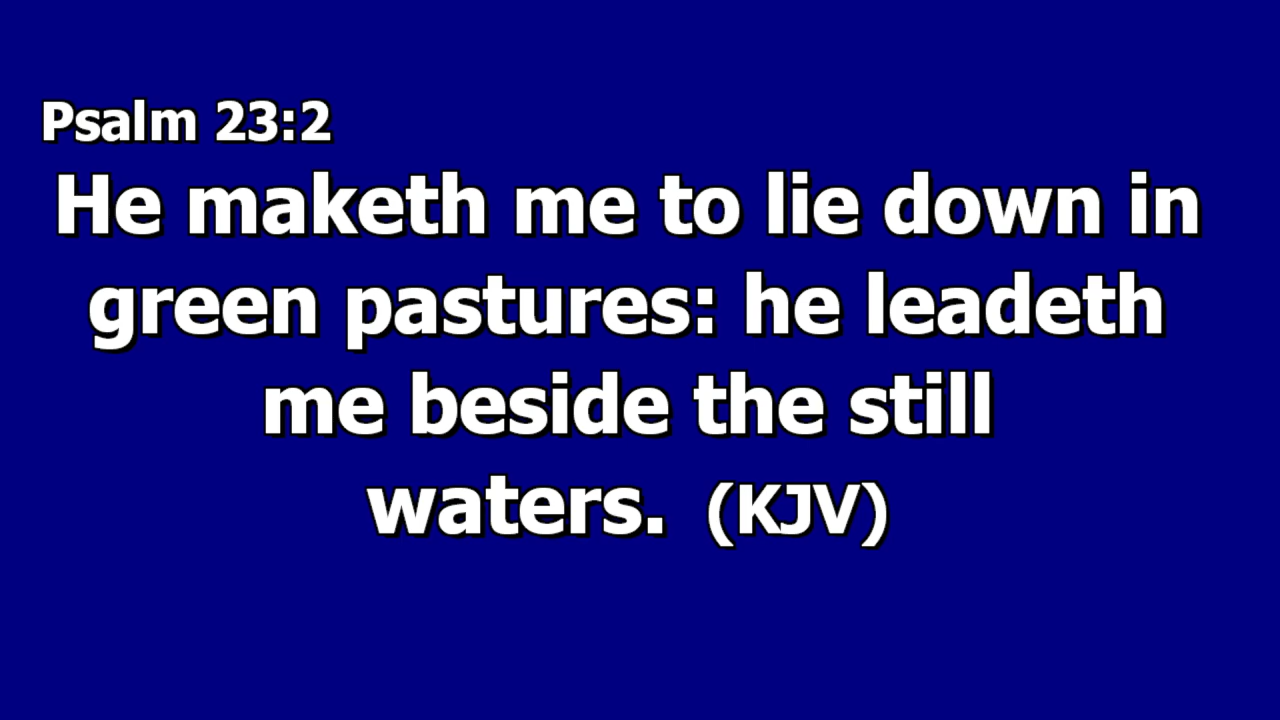 Psalm 23:2
He maketh me to lie down in
green pastures: he leadeth
me beside the still
waters. (KJV)